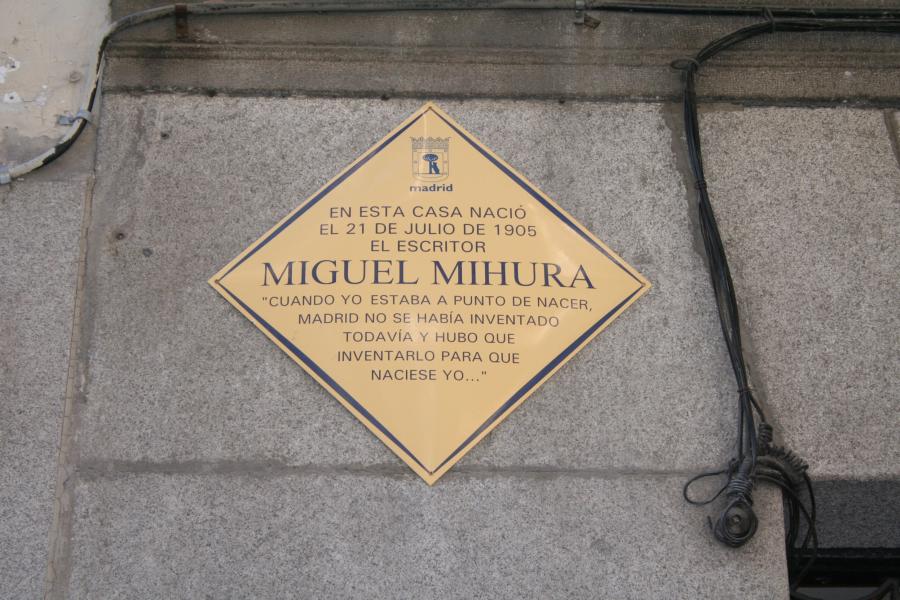 madrid
EN ESTA CASA NACIÓ
EL 21 DE JULIO DE 1905
EL ESCRITOR
MIGUEL MIHURA
"CUANDO YO ESTABA A PUNTO DE NACER,
MADRID NO SE HABÍA INVENTADO
TODAVÍA Y HUBO QUE
INVENTARLO PARA QUE
NACIESE YO..."